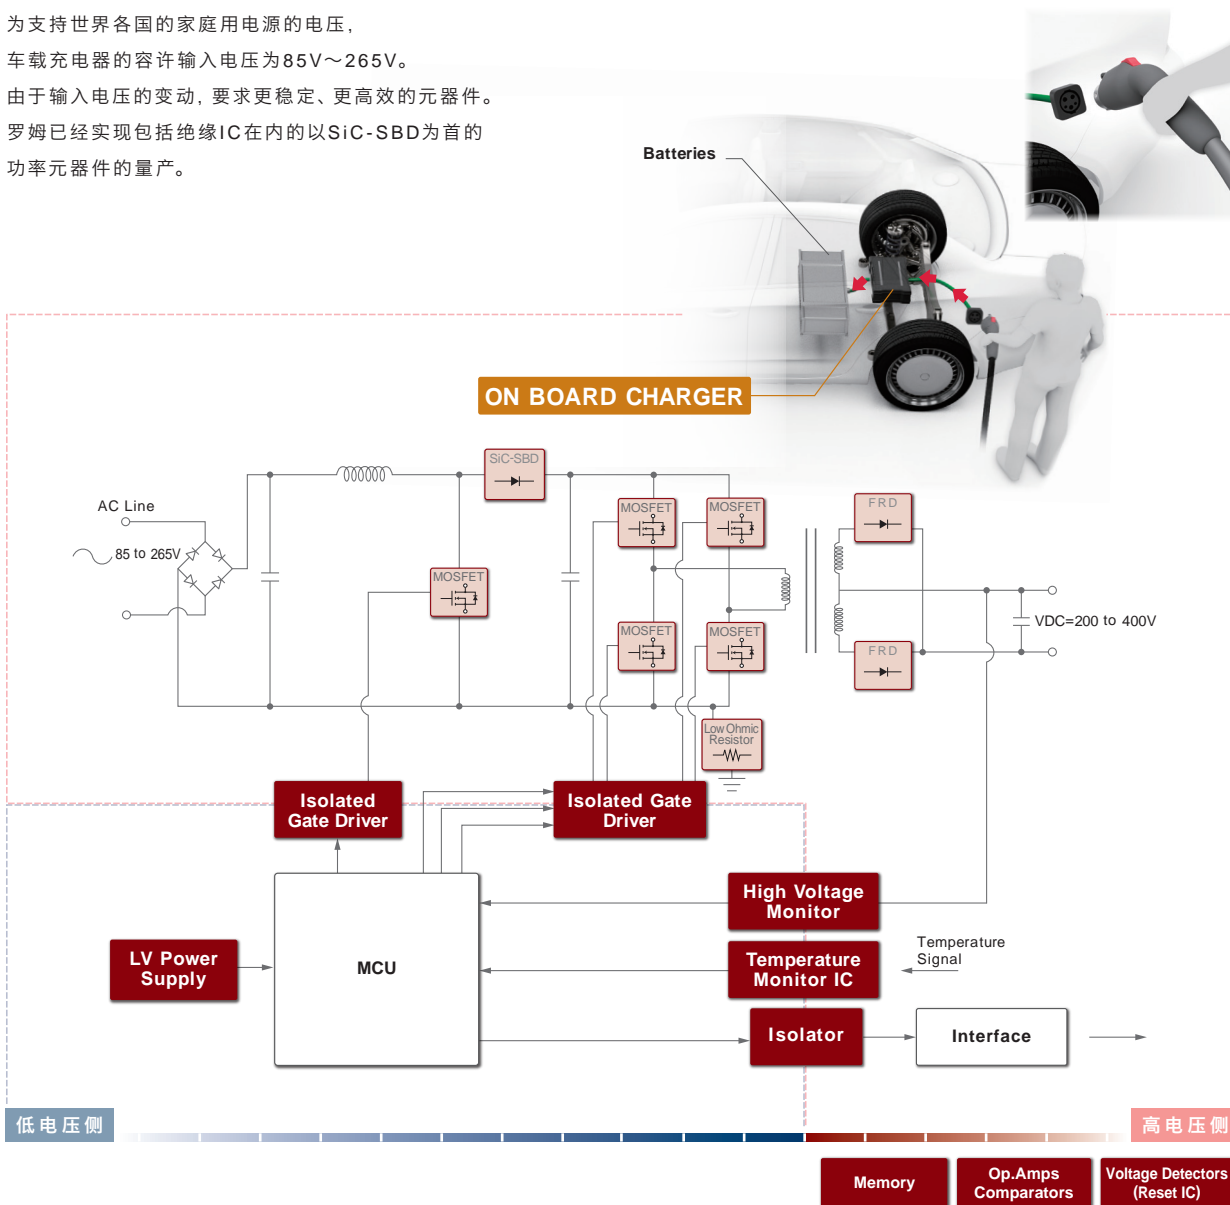 为支持世界各国的家庭用电源的电压,
车载充电器的容许输入电压为85V～265V。
由于输入电压的变动, 要求更稳定、更高效的元器件。
罗姆已经实现包括绝缘IC在内的以SiC-SBD为首的
功率元器件的量产。
Batteries
ON BOARD CHARGER
SiC-SBD
AC Line
85 to 265V
MOSFET
MOSFET
MOSFET
MOSFET
MOSFET
FRD
FRD
VDC=200 to 400V
Low Ohmic
Resistor
Isolated
Gate Driver
Isolated Gate
Driver
High Voltage
Monitor
LV Power
Supply
MCU
Temperature
Monitor IC
Temperature
Signal
Isolator
Interface
低电压侧
高电压侧
Memory
Op.Amps
Comparators
Voltage Detectors
(Reset IC)